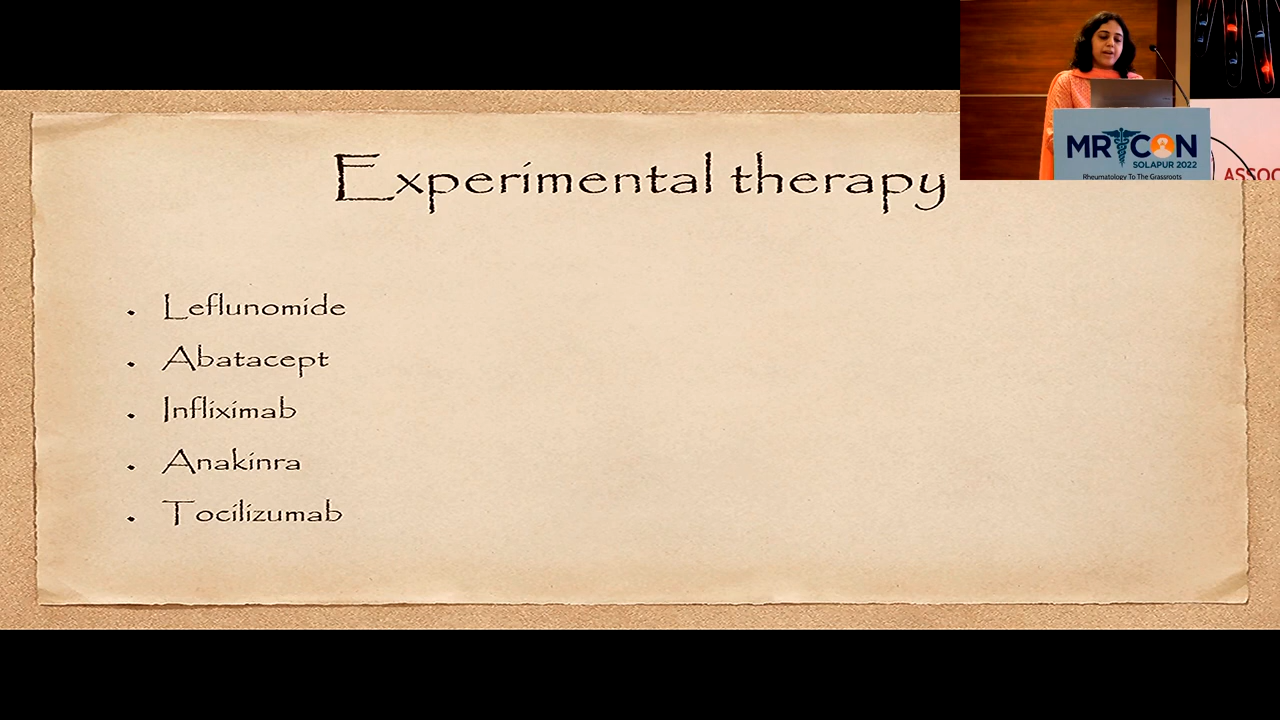 Experimental therapy
. Leflunomide
. Abatacept
. Infliximab
. Anakinra
. Tocilizumab
MRCON
SOLAPUR 2022
Rheumatology To The Grassroots
ASSOC